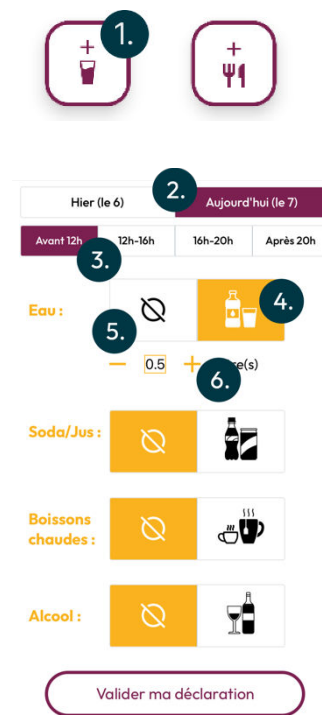 + 1. +
2.
Hier (le 6) Aujourd'hui (le 7)
Avant 12h 12h-16h 16h-20h Après 20h
3.
Eau : 4.
5.
− 0.5 + re(s)
6.
Soda/Jus :
Boissons
chaudes :
Alcool :
Valider ma déclaration